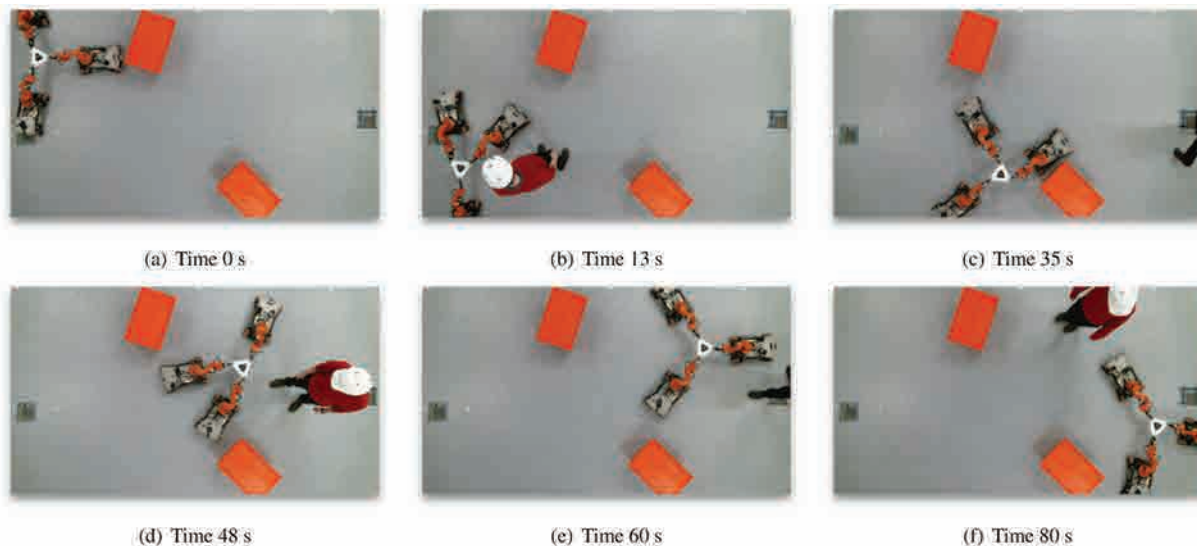 (a) Time 0 s
(b) Time 13 s
(c) Time 35 s
(d) Time 48 s
(e) Time 60 s
(f) Time 80 s